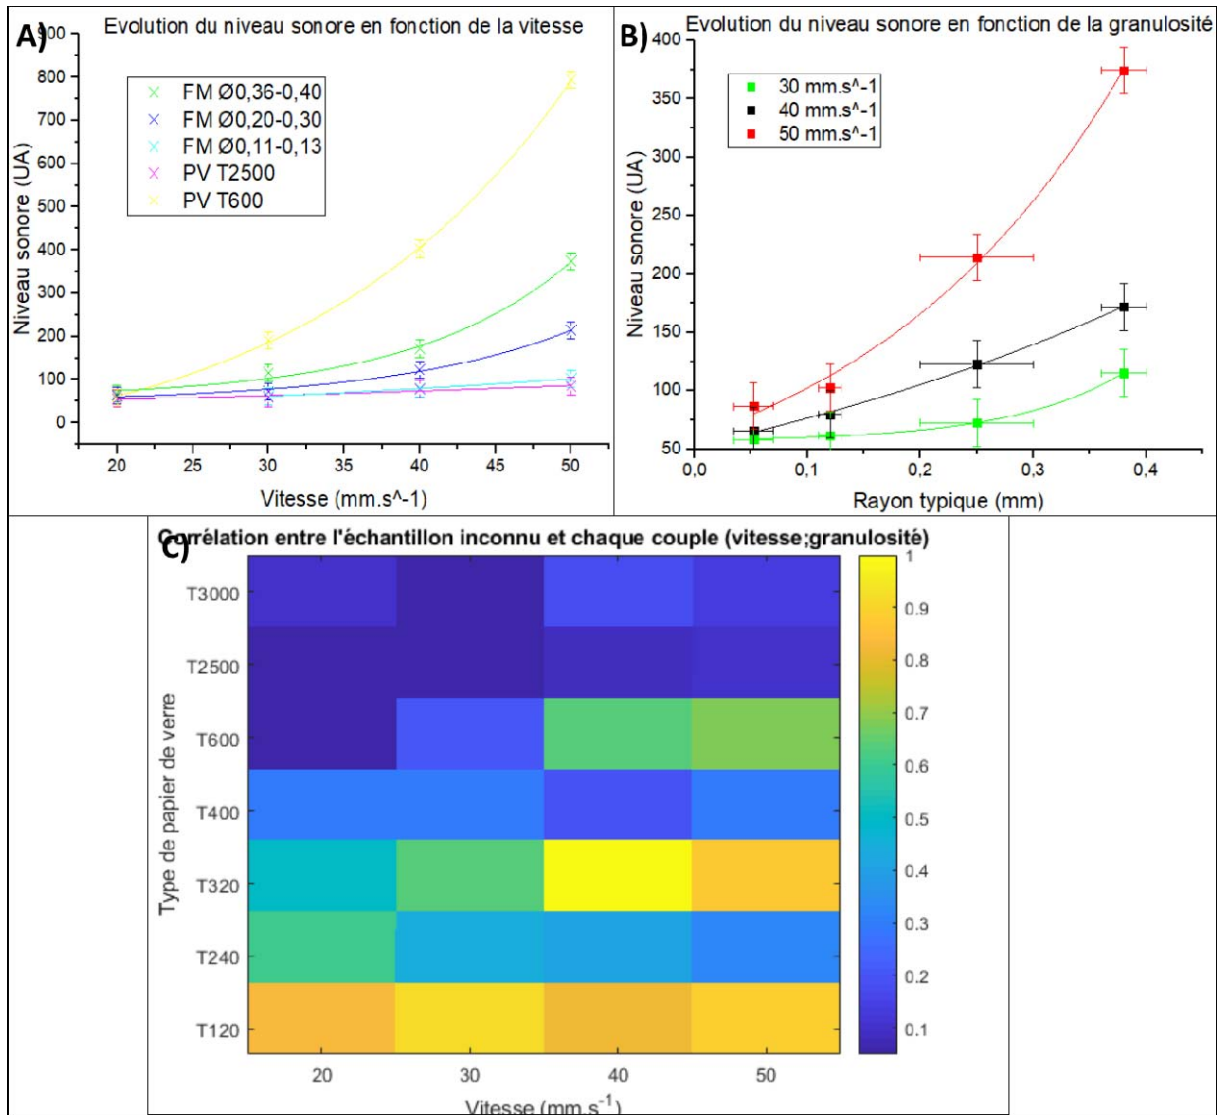 A)
Evolution du niveau sonore en fonction de la vitesse
900
800
700
600
500
400
300
200
100
0
Niveau sonore (UA)
FM Ø0,36-0,40
FM Ø0,20-0,30
FM Ø0,11-0,13
PV T2500
PV T600
20 25 30 35 40 45 50
Vitesse (mm.s^-1)
B)
Evolution du niveau sonore en fonction de la granulosité
400
350
300
250
200
150
100
50
Niveau sonore (UA)
30 mm.s^-1
40 mm.s^-1
50 mm.s^-1
0,0 0,1 0,2 0,3 0,4
Rayon typique (mm)
C)
Corrélation entre l'échantillon inconnu et chaque couple (vitesse;granulosité)
T3000
T2500
T600
T400
T320
T240
T120
Type de papier de verre
20 30 40 50
Vitesse (mm.s-1)
1
0.9
0.8
0.7
0.6
0.5
0.4
0.3
0.2
0.1